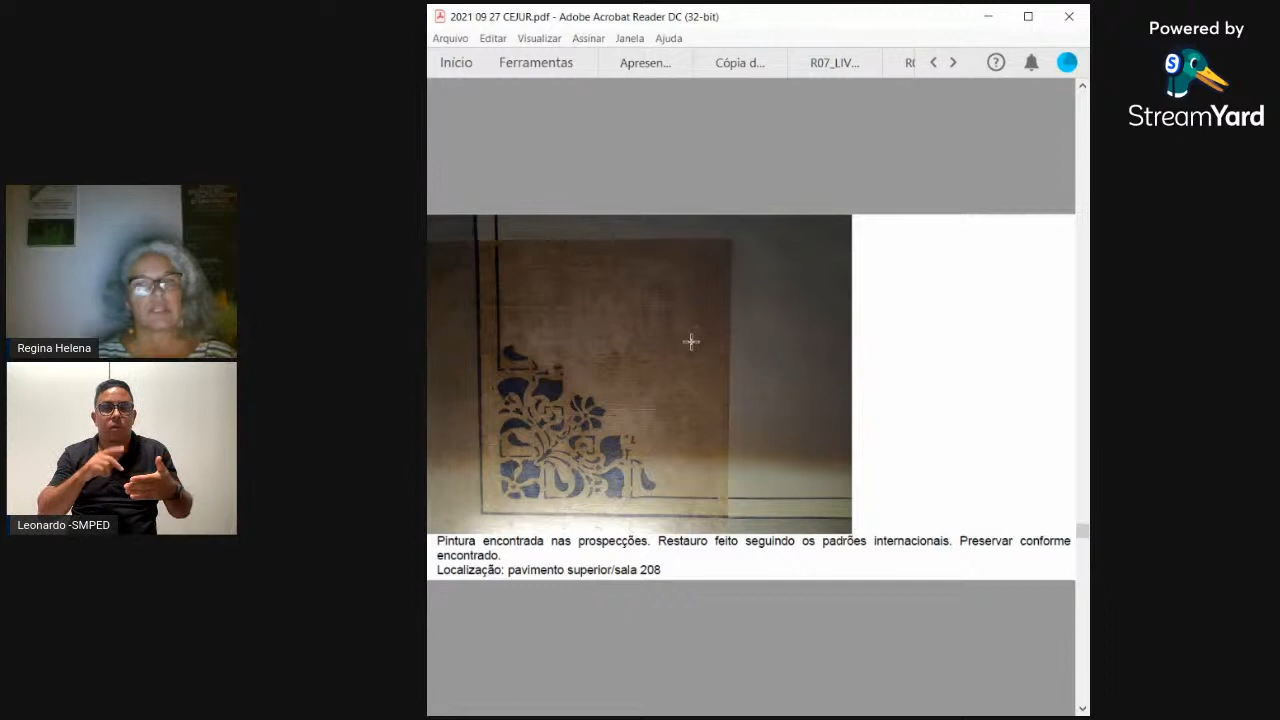 2021 09 27 CEJUR.pdf - Adobe Acrobat Reader DC (32-bit)
Arquivo Editar Visualizar Assinar Janela Ajuda
Início Ferramentas Apresen... Cópia d... R07_LIV...
Powered by
StreamYard
Regina Helena
Leonardo -SMPED
Pintura encontrada nas prospecções. Restauro feito seguindo os padrões internacionais. Preservar conforme
encontrado.
Localização: pavimento superior/sala 208